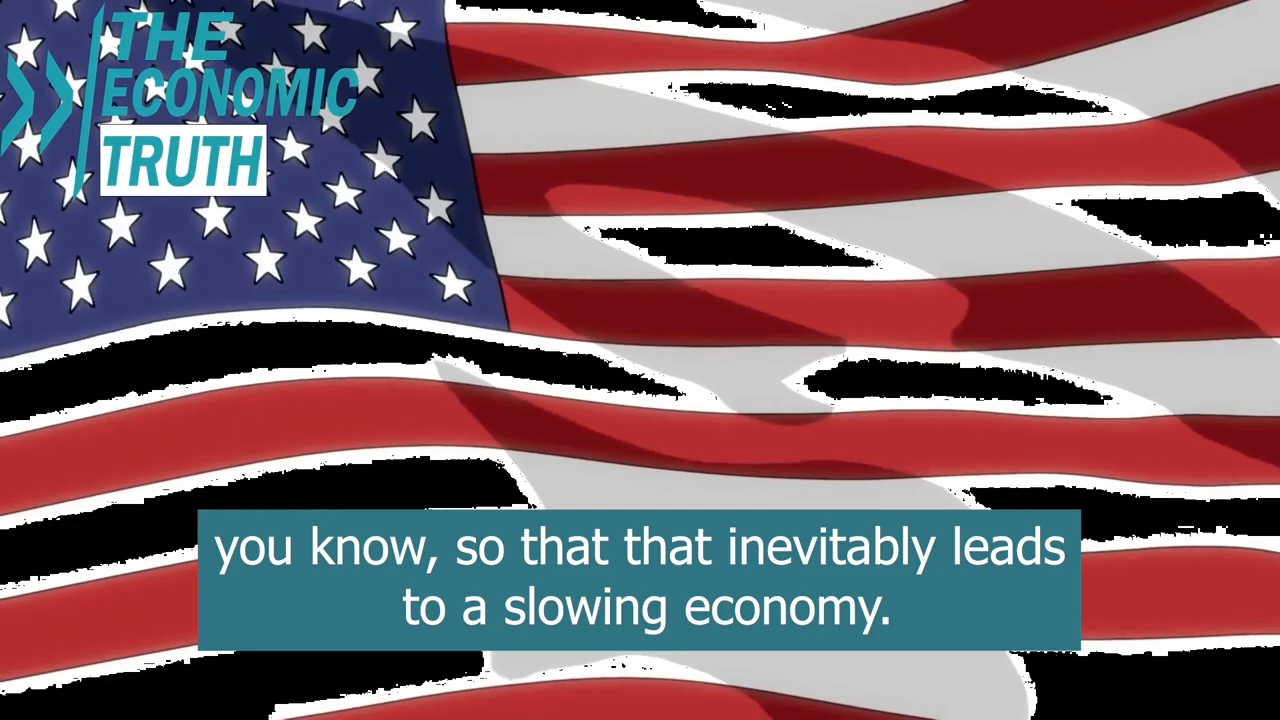 THE
ECONOMIC
TRUTH
you know, so that that inevitably leads
to a slowing economy.